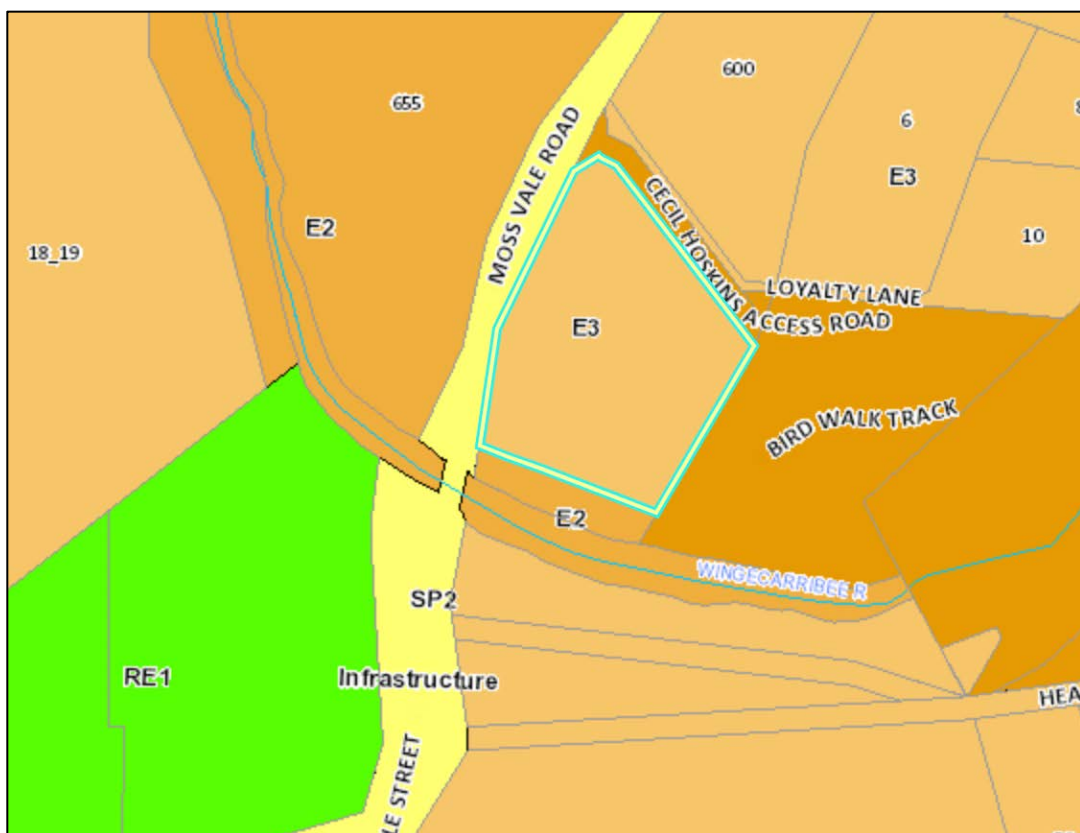 600
655
6
8
E3
MOSS VALE ROAD
CECIL HOSKINS ACCESS ROAD
E2
10
18_19
LOYALTY LANE
E3
BIRD WALK TRACK
E2
WINGECARRIBEE R
SP2
RE1
Infrastructure
HEA
LE STREET